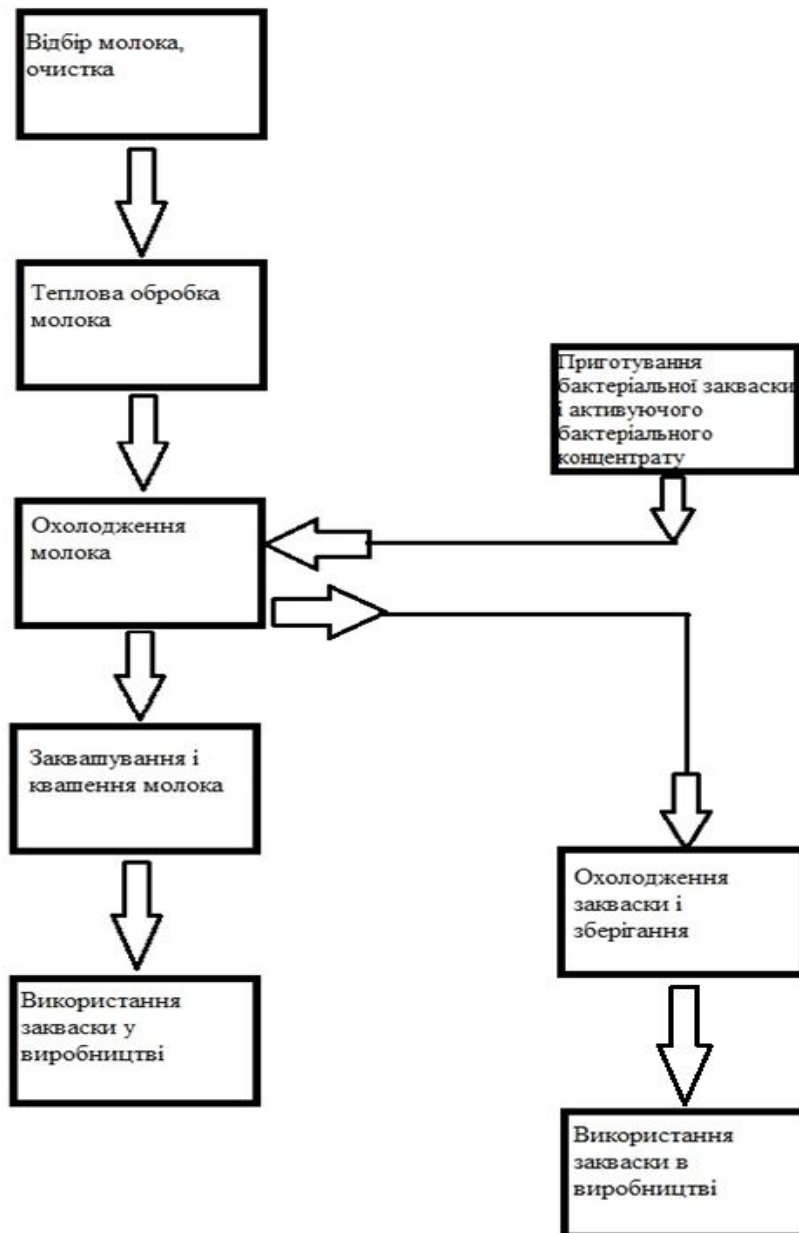 Відбір молока,
очистка
Теплова обробка
молока
Приготування
бактеріальної закваски
і активуючого
бактеріального
концентрату
Охолодження
молока
Заквашування і
квашення молока
Охолодження
закваски і
зберігання
Використання
закваски у
виробництві
Використання
закваски в
виробництві